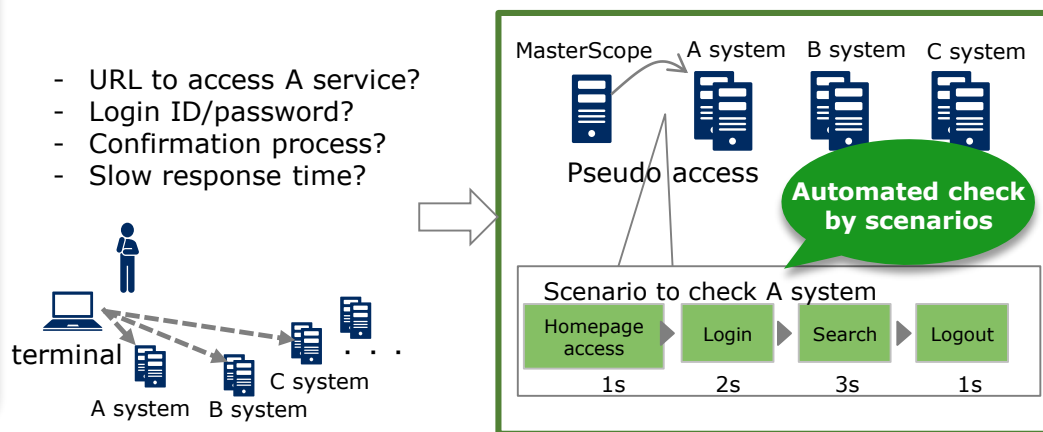 - URL to access A service?
- Login ID/password?
- Confirmation process?
- Slow response time?
terminal
A system
B system
C system
. . .
MasterScope
A system
B system
C system
Pseudo access
Automated check
by scenarios
Scenario to check A system
Homepage
access
Login
Search
Logout
1s
2s
3s
1s